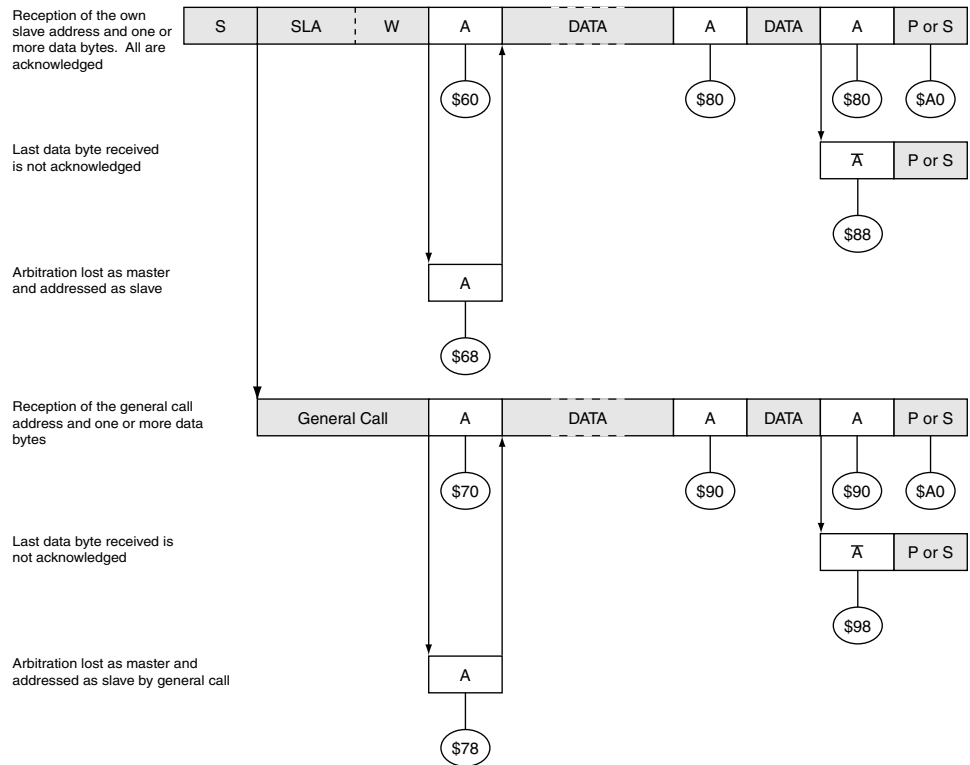 Reception of the own
slave address and one or
more data bytes. All are
acknowledged
S SLA W A DATA A DATA A P or S
$60 $80 $80 $A0
Last data byte received
is not acknowledged
A̅ P or S
$88
Arbitration lost as master
and addressed as slave
A
$68
Reception of the general call
address and one or more data
bytes
General Call A DATA A DATA A P or S
$70 $90 $90 $A0
Last data byte received is
not acknowledged
A̅ P or S
$98
Arbitration lost as master and
addressed as slave by general call
A
$78